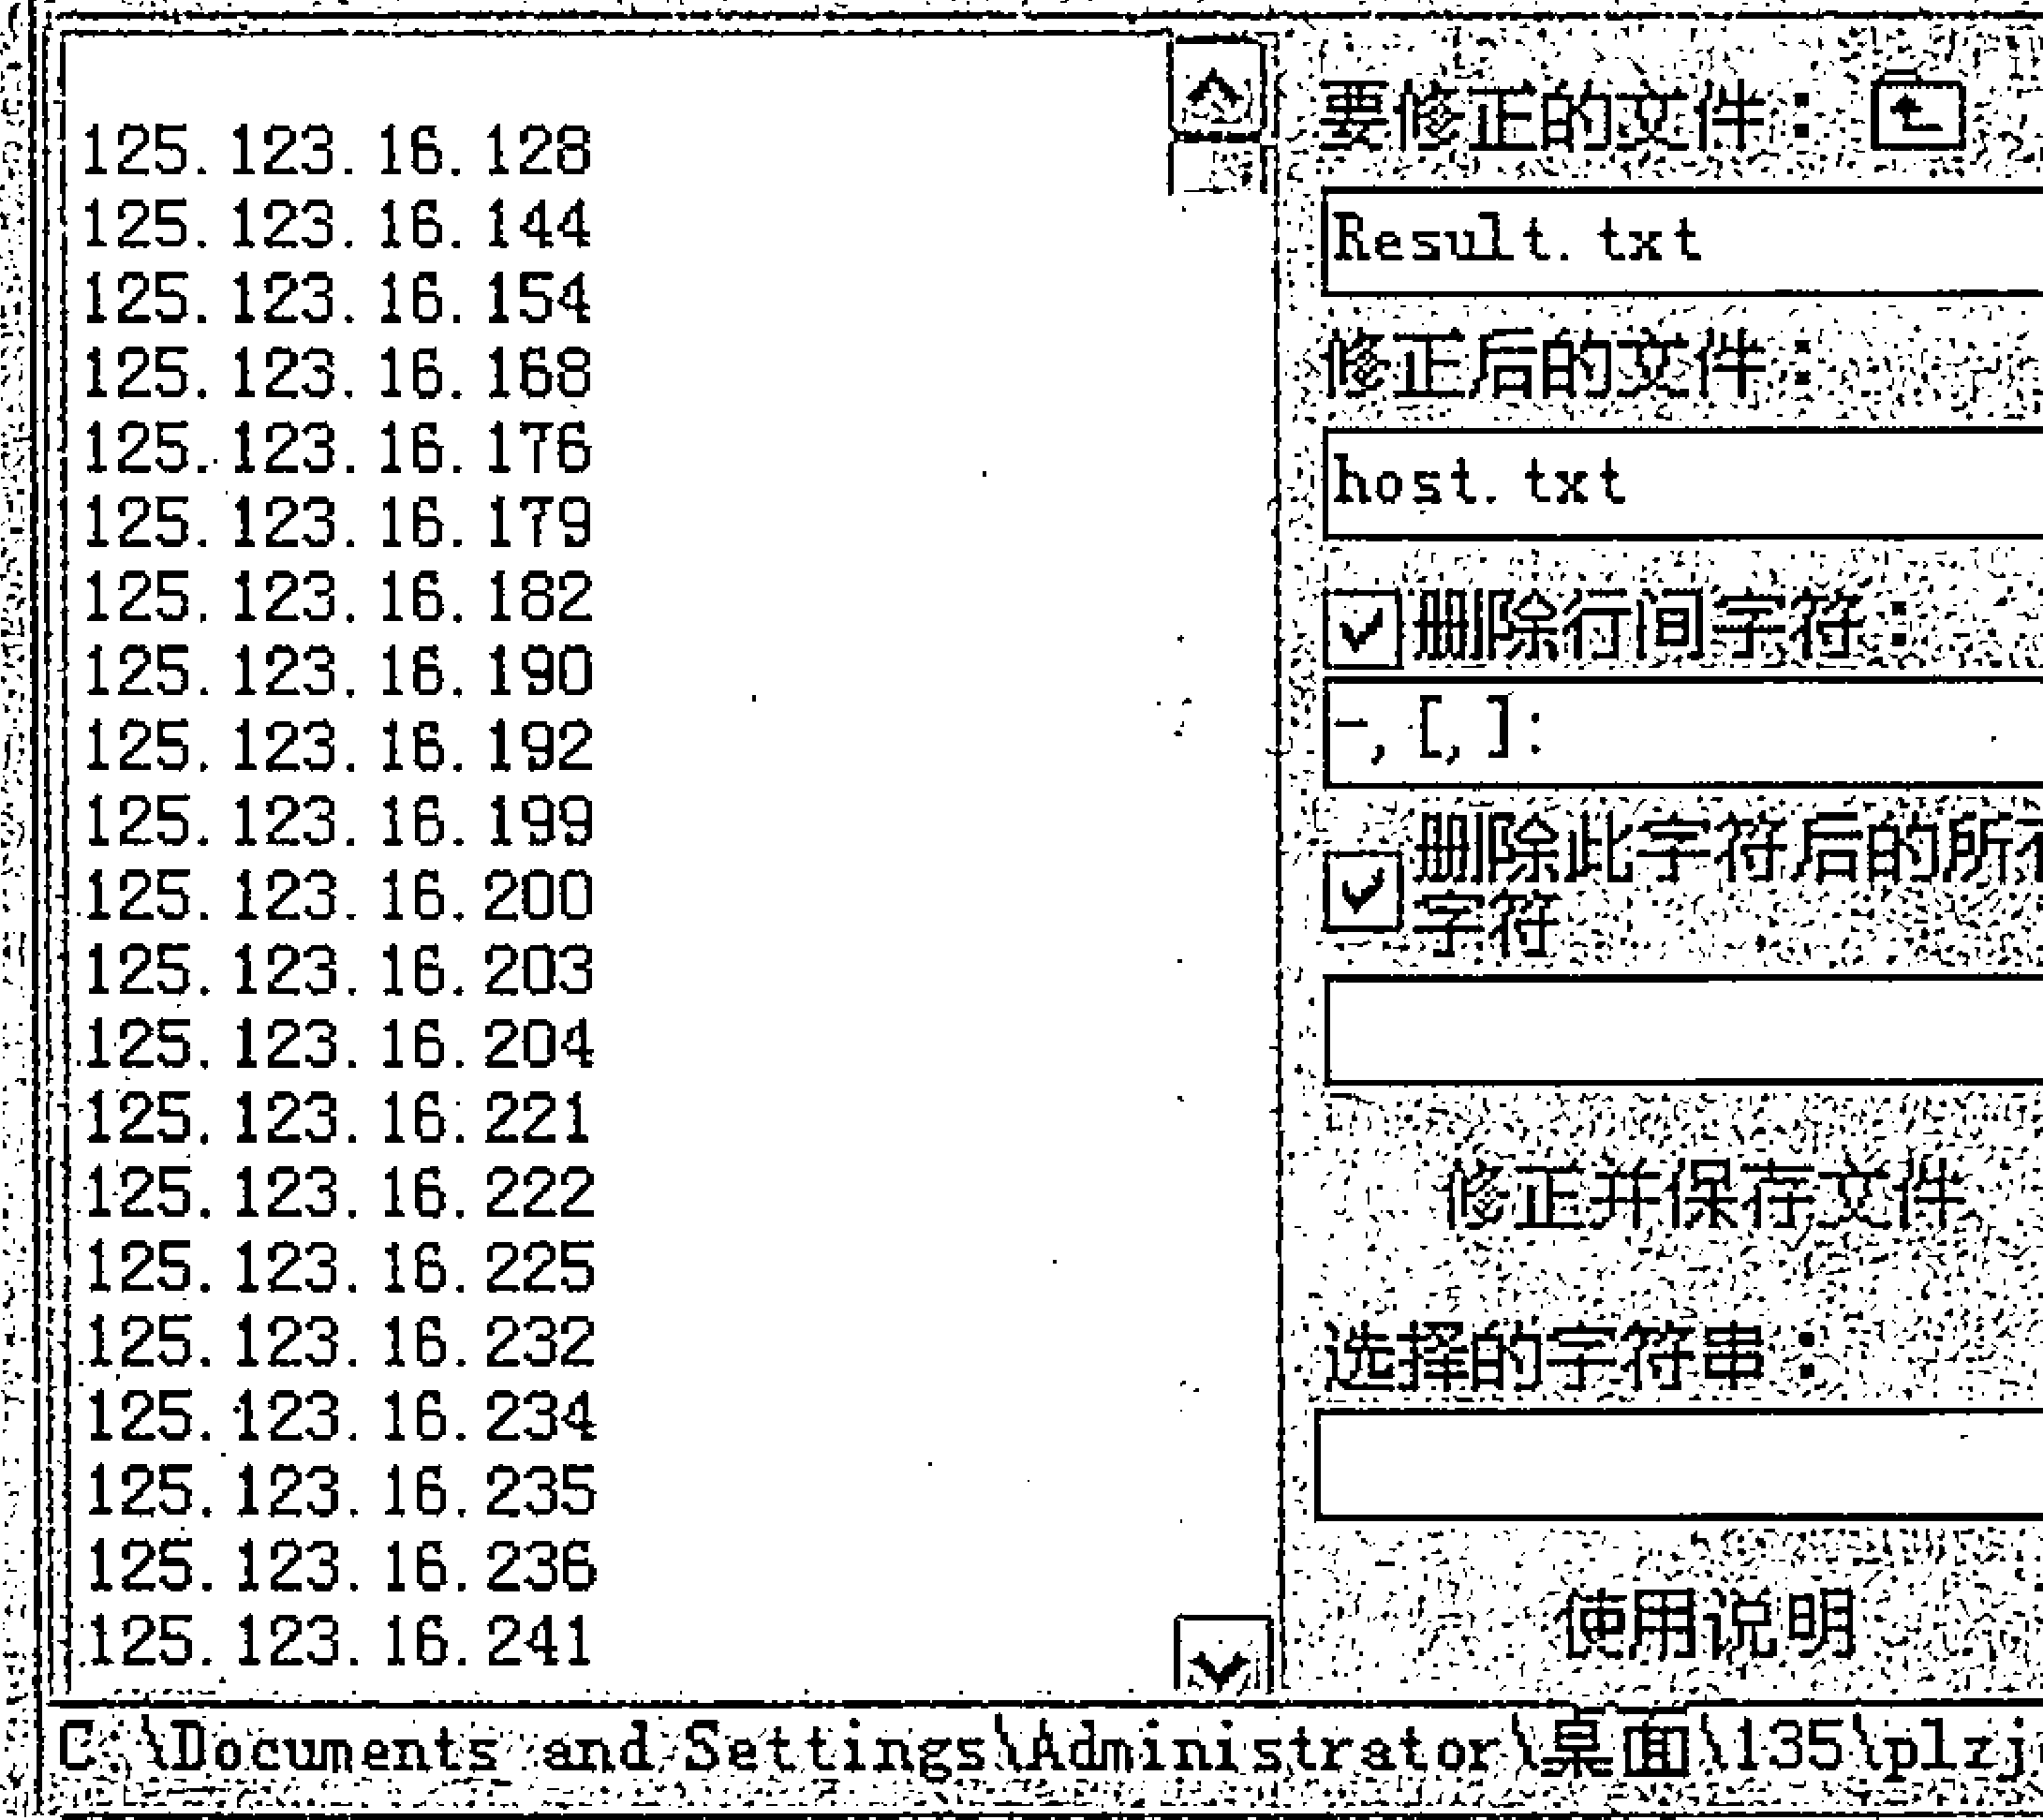 125.123.16.128
125.123.16.144
125.123.16.154
125.123.16.168
125.123.16.176
125.123.16.179
125.123.16.182
125.123.16.190
125.123.16.192
125.123.16.199
125.123.16.200
125.123.16.203
125.123.16.204
125.123.16.221
125.123.16.222
125.123.16.225
125.123.16.232
125.123.16.234
125.123.16.235
125.123.16.236
125.123.16.241
要修正的文件：
Result.txt
修正后的文件：
host.txt
删除行间字符：
-,[,]:
删除此字符后的所有
字符
修正并保存文件
选择的字符串：
使用说明
C:\Documents and Settings\Administrator\桌面\135\plzj